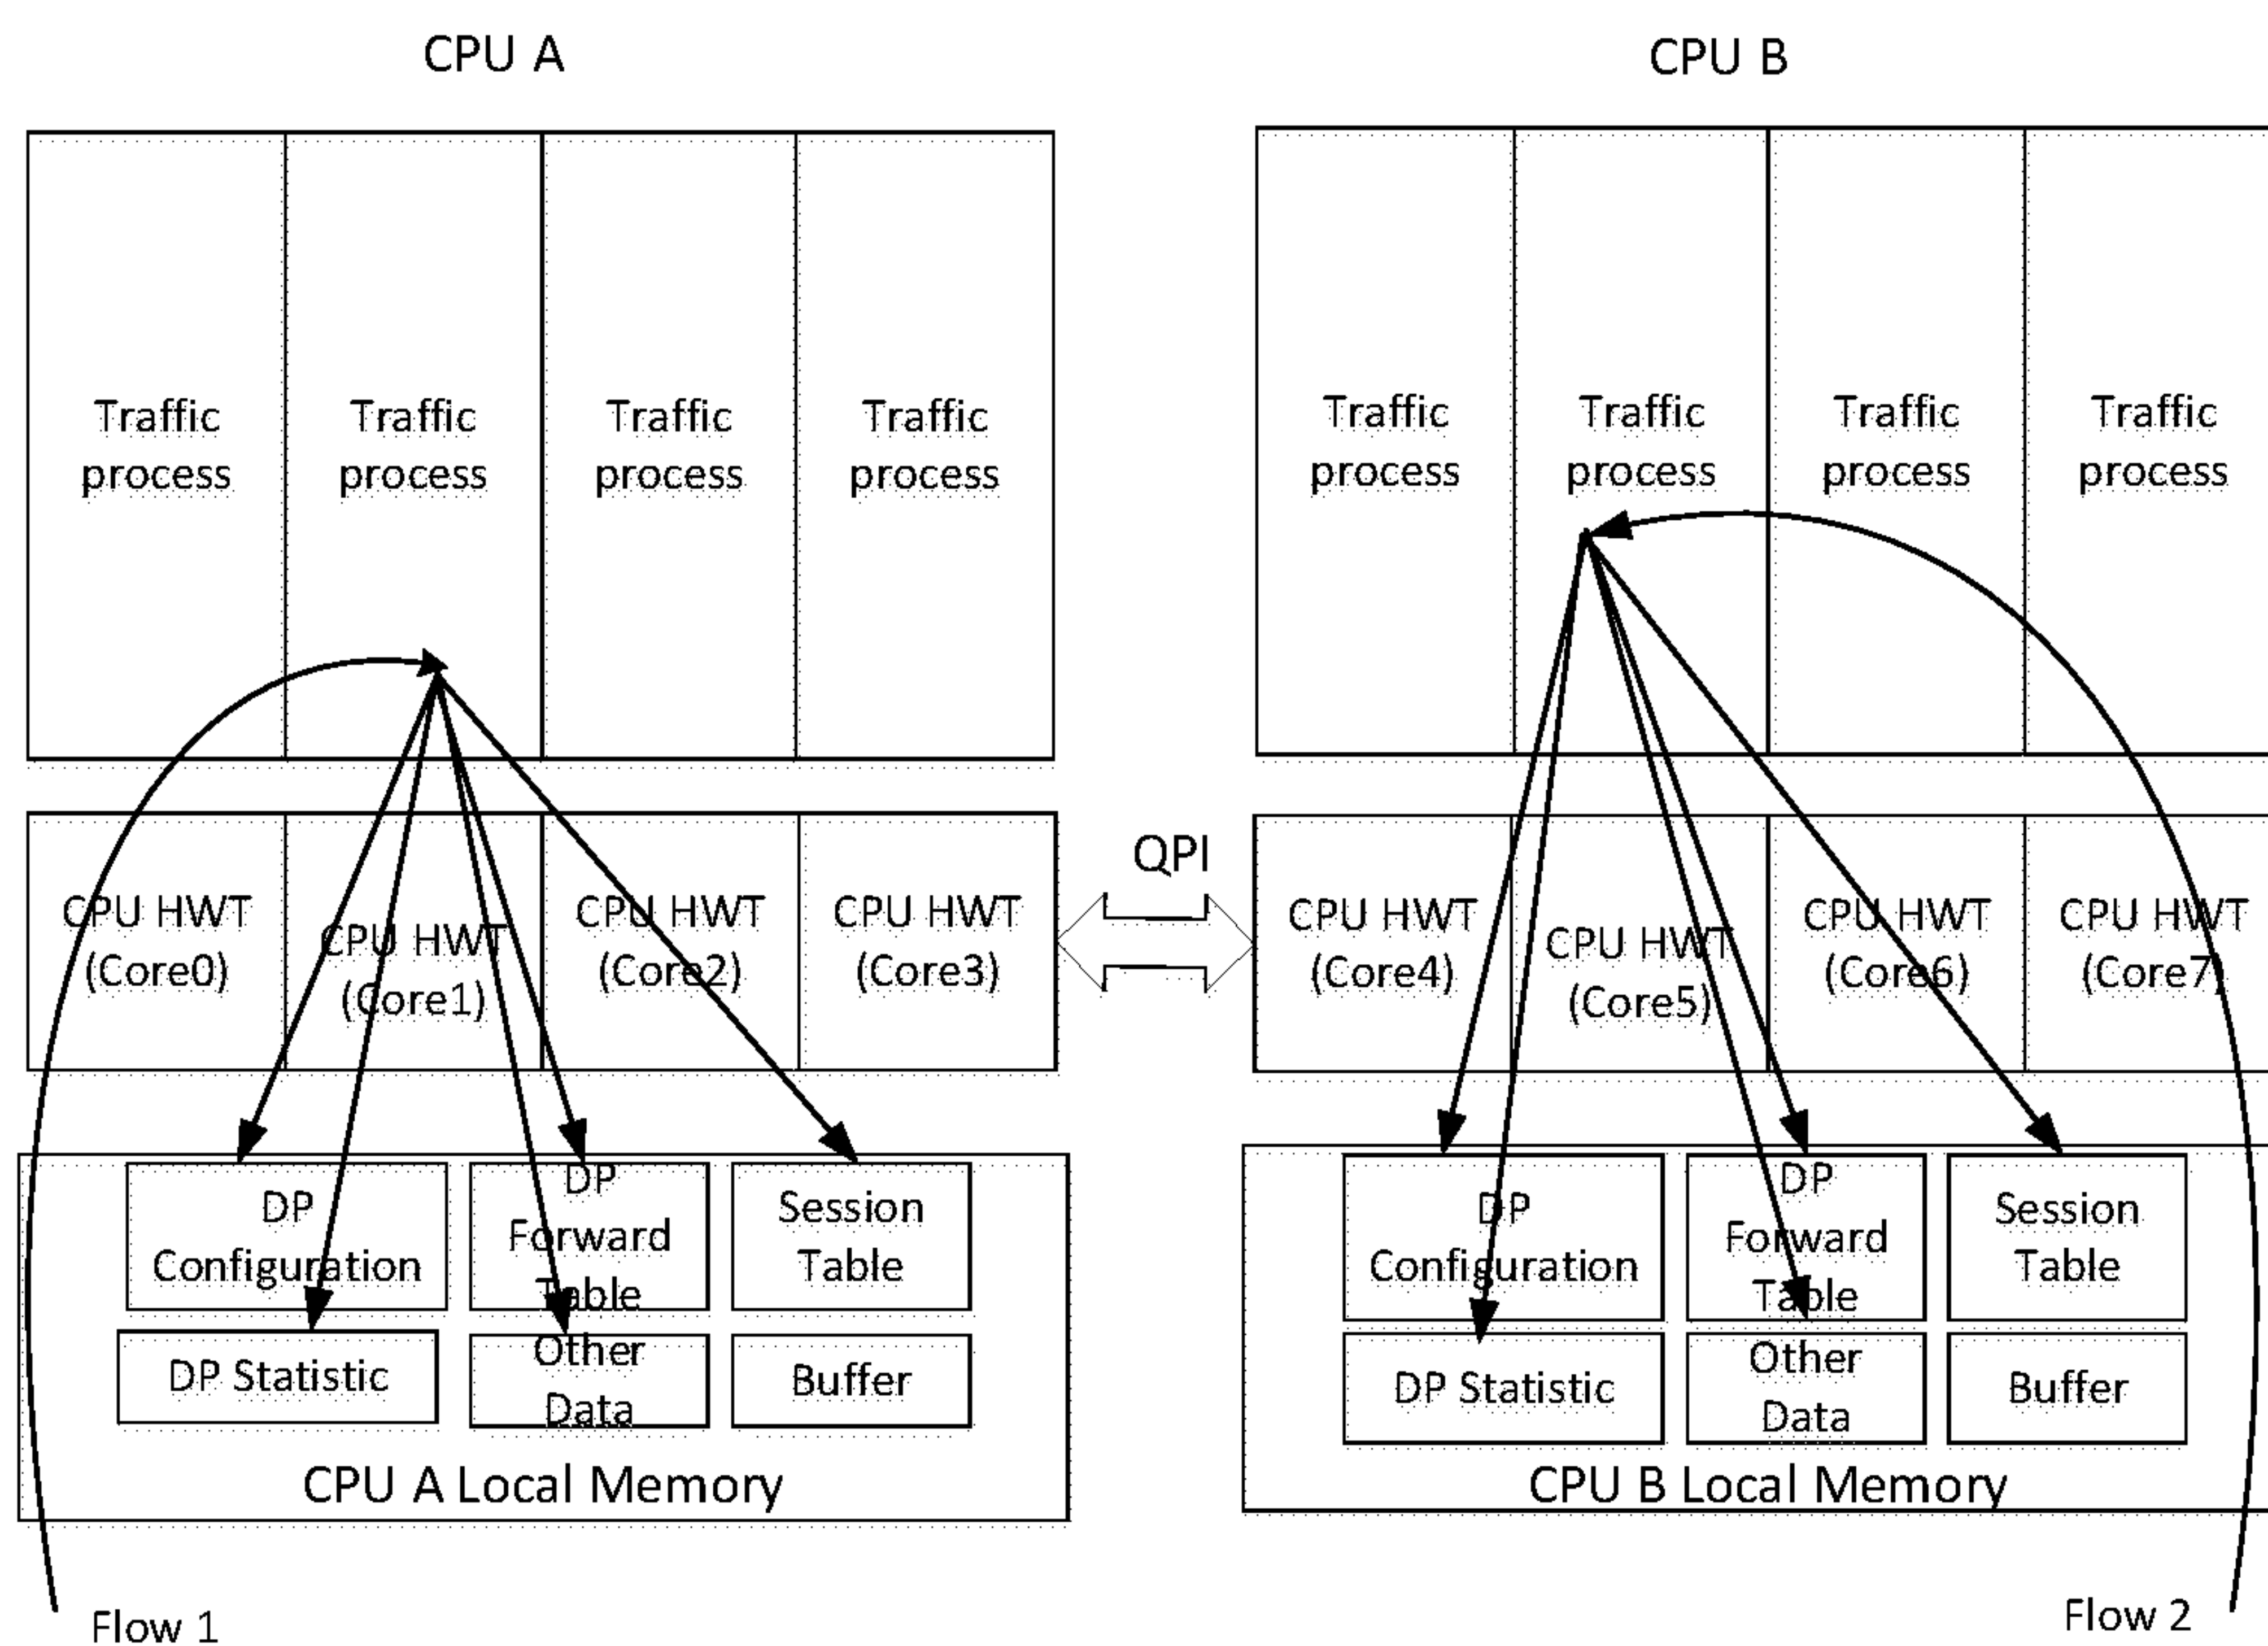 CPU A
CPU B
Traffic
process
Traffic
process
Traffic
process
Traffic
process
Traffic
process
Traffic
process
Traffic
process
Traffic
process
CPU HWT
(Core0)
CPU HWT
(Core1)
CPU HWT
(Core2)
CPU HWT
(Core3)
QPI
CPU HWT
(Core4)
CPU HWT
(Core5)
CPU HWT
(Core6)
CPU HWT
(Core7)
DP
Configuration
DP
Forward
Table
Session
Table
DP Statistic
Other
Data
Buffer
CPU A Local Memory
DP
Configuration
DP
Forward
Table
Session
Table
DP Statistic
Other
Data
Buffer
CPU B Local Memory
Flow 1
Flow 2